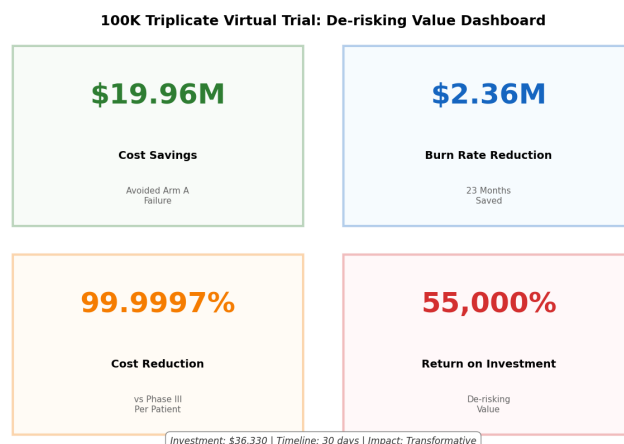 100K Triplicate Virtual Trial: De-risking Value Dashboard
$19.96M
Cost Savings
Avoided Arm A
Failure
$2.36M
Burn Rate Reduction
23 Months
Saved
99.9997%
Cost Reduction
vs Phase III
Per Patient
55,000%
Return on Investment
De-risking
Value
Investment: $36,330 | Timeline: 30 days | Impact: Transformative